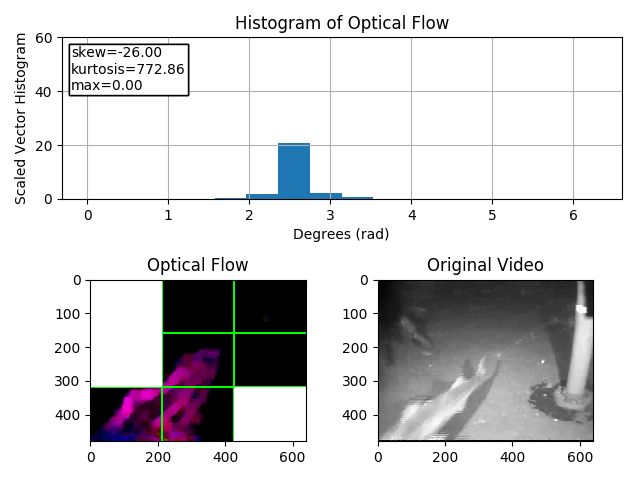 Histogram of Optical Flow
skew=-26.00
kurtosis=772.86
max=0.00
Scaled Vector Histogram
60
40
20
0
0 1 2 3 4 5 6
Degrees (rad)
Optical Flow
0
100
200
300
400
0 200 400 600
Original Video
0
100
200
300
400
0 200 400 600